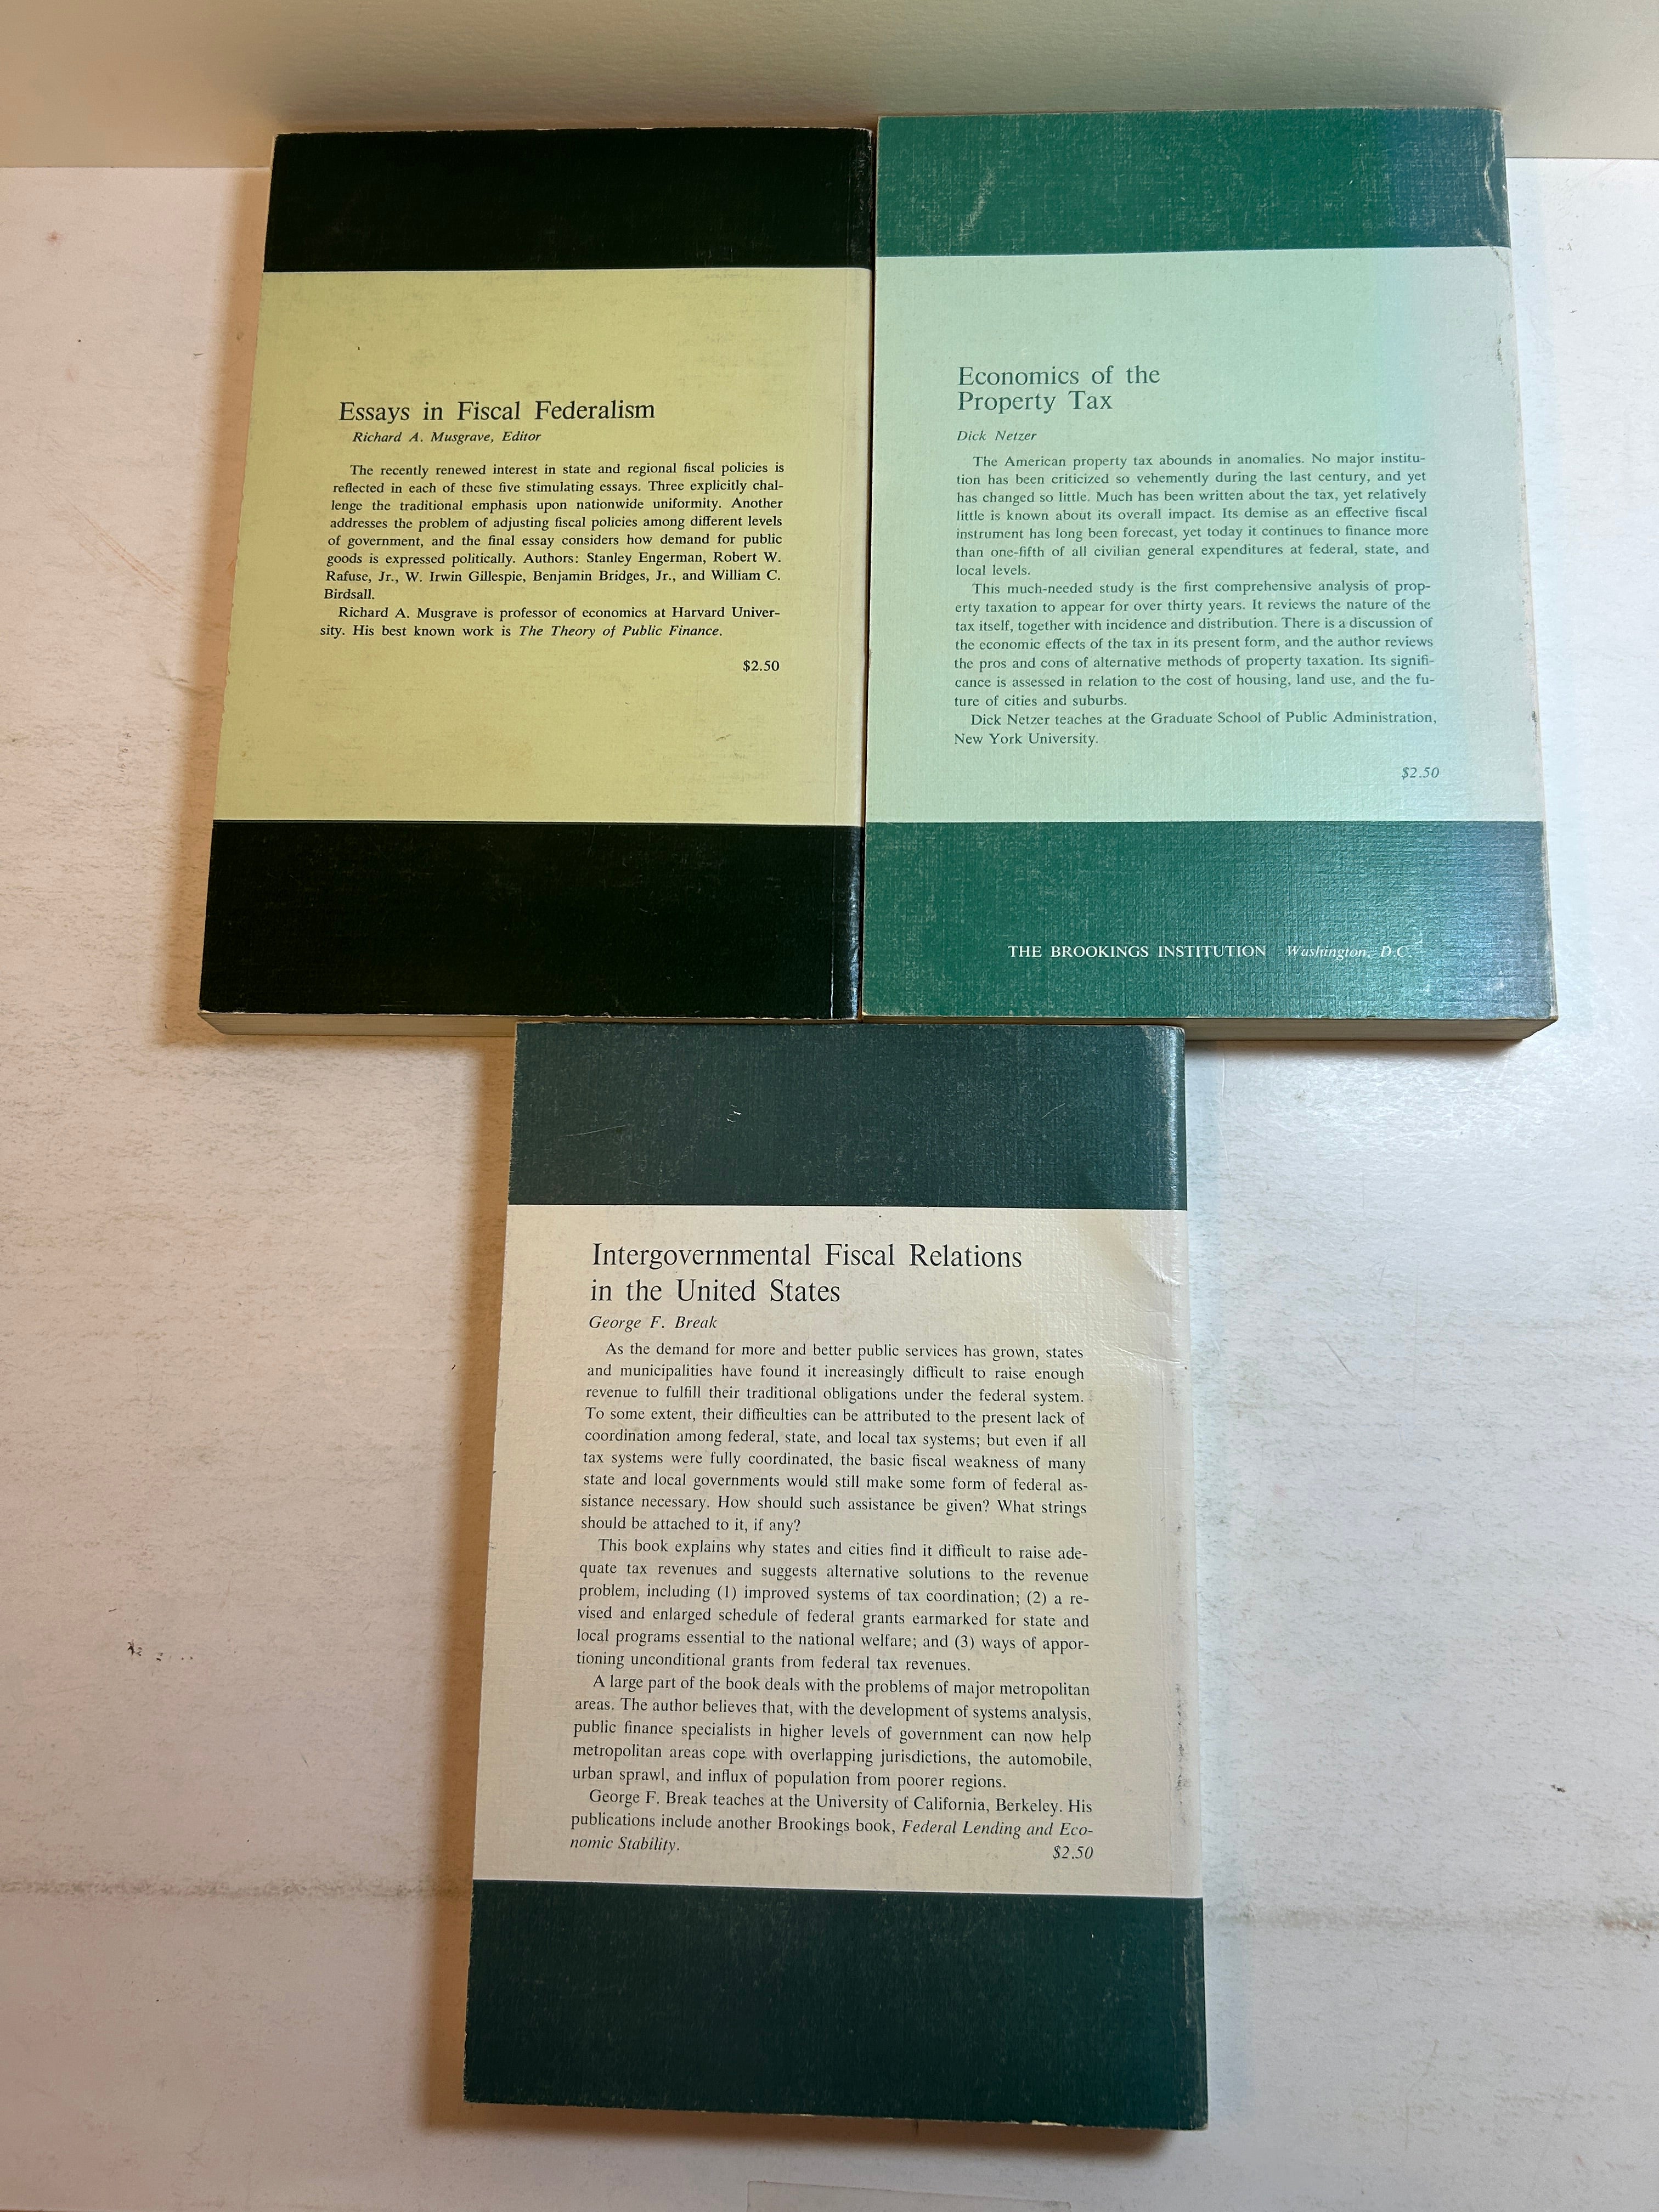 Essays in Fiscal Federalism
Richard A. Musgrave, Editor
The recently renewed interest in state and regional fiscal policies is
reflected in each of these five stimulating essays. Three explicitly chal-
lenge the traditional emphasis upon nationwide uniformity. Another
addresses the problem of adjusting fiscal policies among different levels
of government, and the final essay considers how demand for public
goods is expressed politically. Authors: Stanley Engerman, Robert W.
Rafuse, Jr., W. Irwin Gillespie, Benjamin Bridges, Jr., and William C.
Birdsall.
Richard A. Musgrave is professor of economics at Harvard Univer-
sity. His best known work is The Theory of Public Finance.
$2.50
Economics of the
Property Tax
Dick Netzer
The American property tax abounds in anomalies. No major institu-
tion has been criticized so vehemently during the last century, and yet
has changed so little. Much has been written about the tax, yet relatively
little is known about its overall impact. Its demise as an effective fiscal
instrument has long been forecast, yet today it continues to finance more
than one-fifth of all civilian general expenditures at federal, state, and
local levels.
This much-needed study is the first comprehensive analysis of prop-
erty taxation to appear for over thirty years. It reviews the nature of the
tax itself, together with incidence and distribution. There is a discussion of
the economic effects of the tax in its present form, and the author reviews
the pros and cons of alternative methods of property taxation. Its signifi-
cance is assessed in relation to the cost of housing, land use, and the fu-
ture of cities and suburbs.
Dick Netzer teaches at the Graduate School of Public Administration,
New York University.
$2.50
THE BROOKINGS INSTITUTION Washington, D.C.
Intergovernmental Fiscal Relations
in the United States
George F. Break
As the demand for more and better public services has grown, states
and municipalities have found it increasingly difficult to raise enough
revenue to fulfill their traditional obligations under the federal system.
To some extent, their difficulties can be attributed to the present lack of
coordination among federal, state, and local tax systems; but even if all
tax systems were fully coordinated, the basic fiscal weakness of many
state and local governments would still make some form of federal as-
sistance necessary. How should such assistance be given? What strings
should be attached to it, if any?
This book explains why states and cities find it difficult to raise ade-
quate tax revenues and suggests alternative solutions to the revenue
problem, including (1) improved systems of tax coordination; (2) a re-
vised and enlarged schedule of federal grants earmarked for state and
local programs essential to the national welfare; and (3) ways of appor-
tioning unconditional grants from federal tax revenues.
A large part of the book deals with the problems of major metropolitan
areas. The author believes that, with the development of systems analysis,
public finance specialists in higher levels of government can now help
metropolitan areas cope with overlapping jurisdictions, the automobile,
urban sprawl, and influx of population from poorer regions.
George F. Break teaches at the University of California, Berkeley. His
publications include another Brookings book, Federal Lending and Eco-
nomic Stability.
$2.50